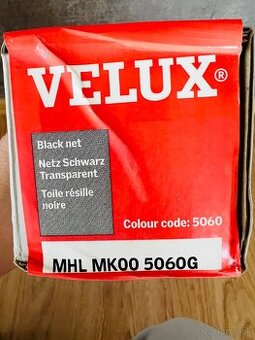 VELUX®
Black net
Netz Schwarz
Transparent
Toile résille
noire
Colour code: 5060
MHL MK00 5060G